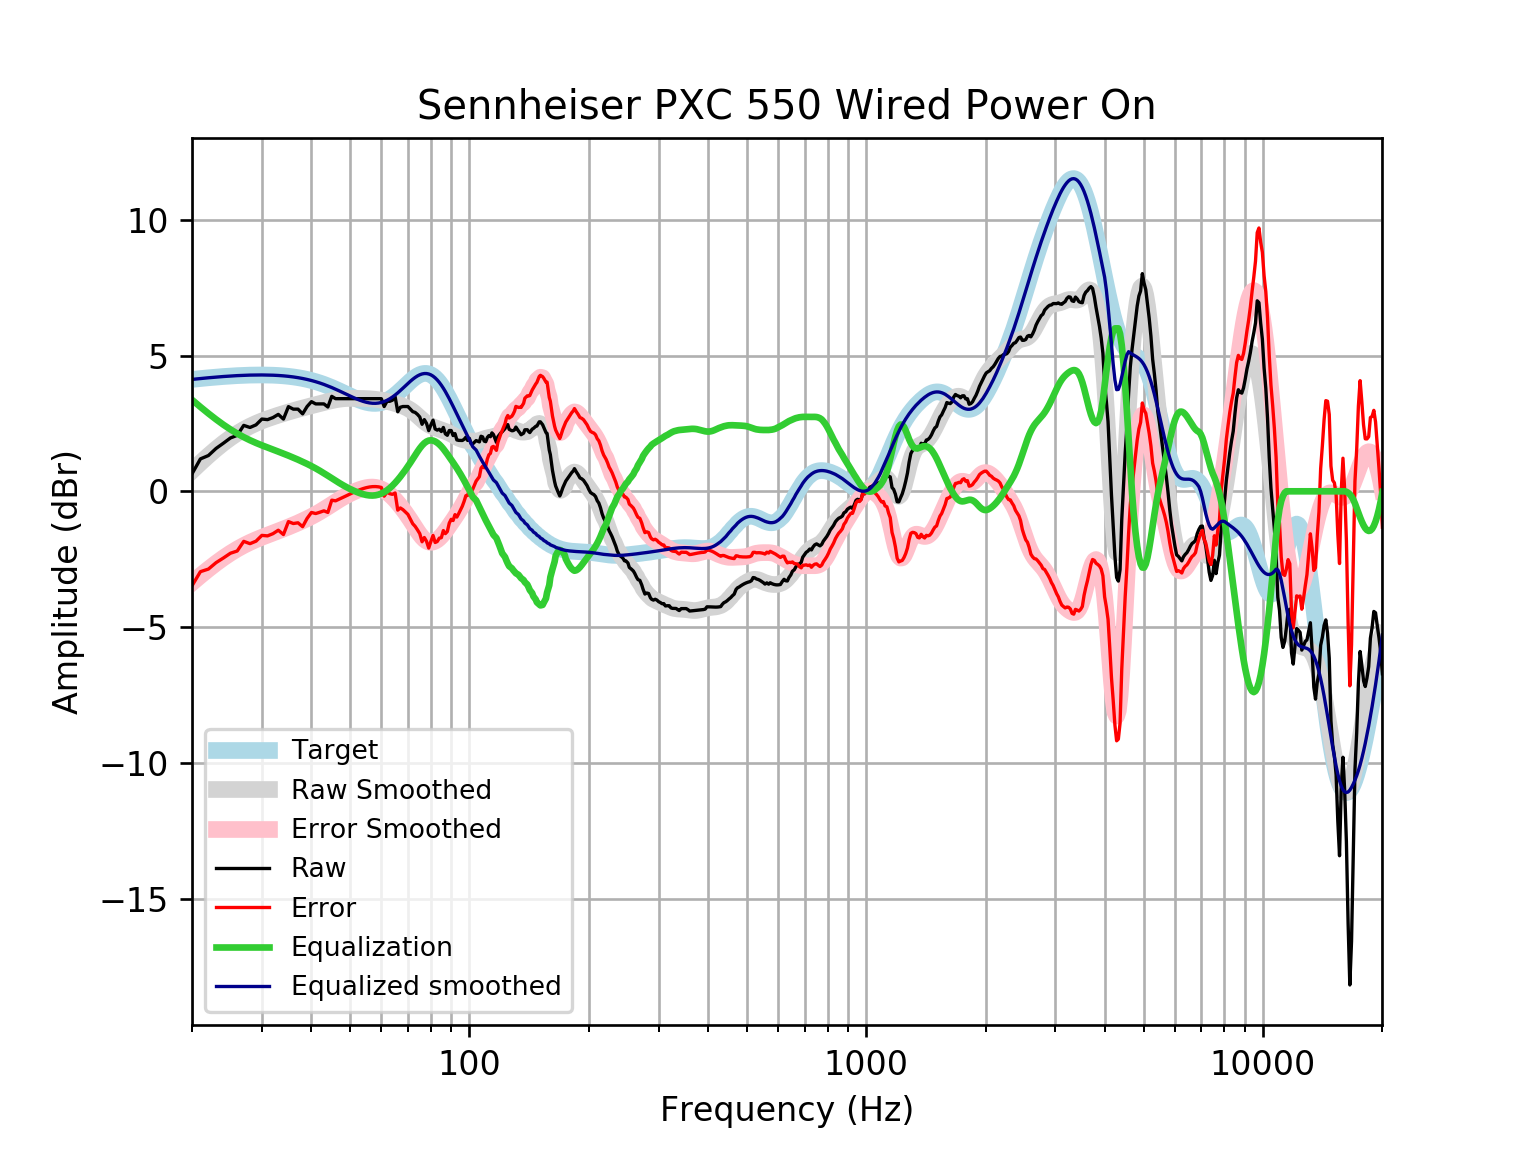 Sennheiser PXC 550 Wired Power On
Amplitude (dBr)
10
5
0
−5
−10
−15
Target
Raw Smoothed
Error Smoothed
Raw
Error
Equalization
Equalized smoothed
100 1000 10000
Frequency (Hz)